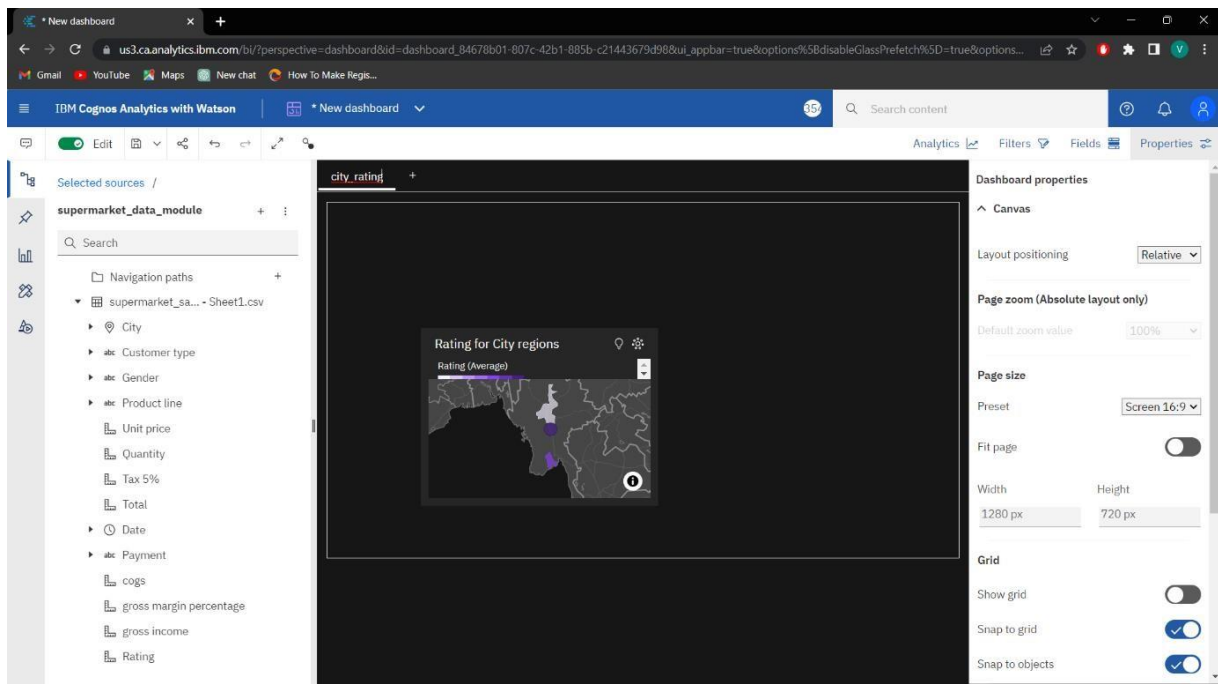 * New dashboard
us3.ca.analytics.ibm.com/bi/?perspective=dashboard&id=dashboard_84678b01-807c-42b1-885b-c21443679d98&ui_appbar=true&options%5BdisableGlassPrefetch%5D=true&options...
V
Gmail YouTube Maps New chat How To Make Regis...
IBM Cognos Analytics with Watson
* New dashboard
Search content
Edit
Analytics Filters Fields Properties
Selected sources /
supermarket_data_module
Search
Navigation paths
supermarket_sa... - Sheet1.csv
City
abc Customer type
abc Gender
abc Product line
Unit price
Quantity
Tax 5%
Total
Date
abc Payment
cogs
gross margin percentage
gross income
Rating
city_rating
Rating for City regions
Rating (Average)
Dashboard properties
Canvas
Layout positioning Relative
Page zoom (Absolute layout only)
Default zoom value 100%
Page size
Preset Screen 16:9
Fit page
Width Height
1280 px 720 px
Grid
Show grid
Snap to grid
Snap to objects